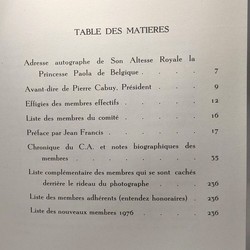 TABLE DES MATIERES
Adresse autographe de Son Altesse Royale la
Princesse Paola de Belgique . . . . 7
Avant dire de Pierre Cabuy, Président . . 9
Effigies des membres effectifs . . . . 12
Liste des membres du comité . . . . 16
Préface par Jean Francis . . . . . 17
Chronique du C.A. et notes biographiques des
membres . . . . . . . . 35
Liste complémentaire des membres qui se sont cachés
derrière le rideau du photographe . . . 236
Liste des membres adhérents (entendez honoraires) . 236
Liste des nouveaux membres 1976 . . . . 236